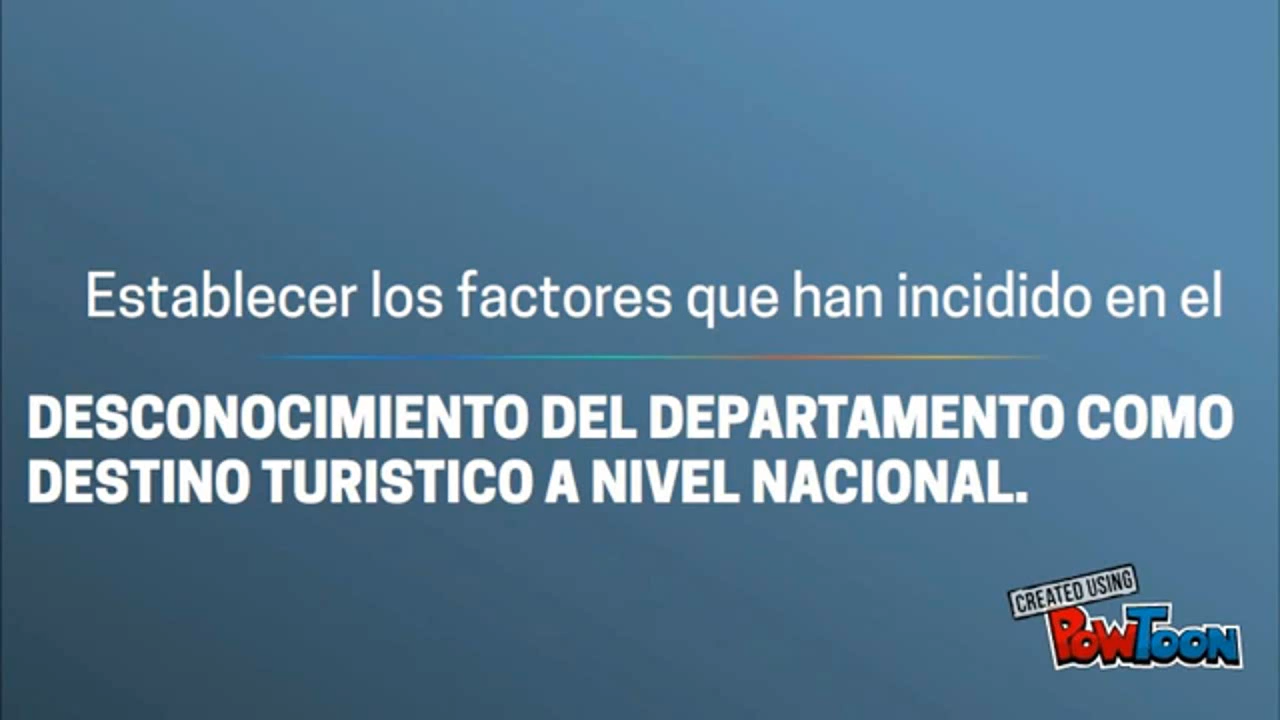 Establecer los factores que han incidido en el
DESCONOCIMIENTO DEL DEPARTAMENTO COMO
DESTINO TURISTICO A NIVEL NACIONAL.
CREATED USING
POWTOON